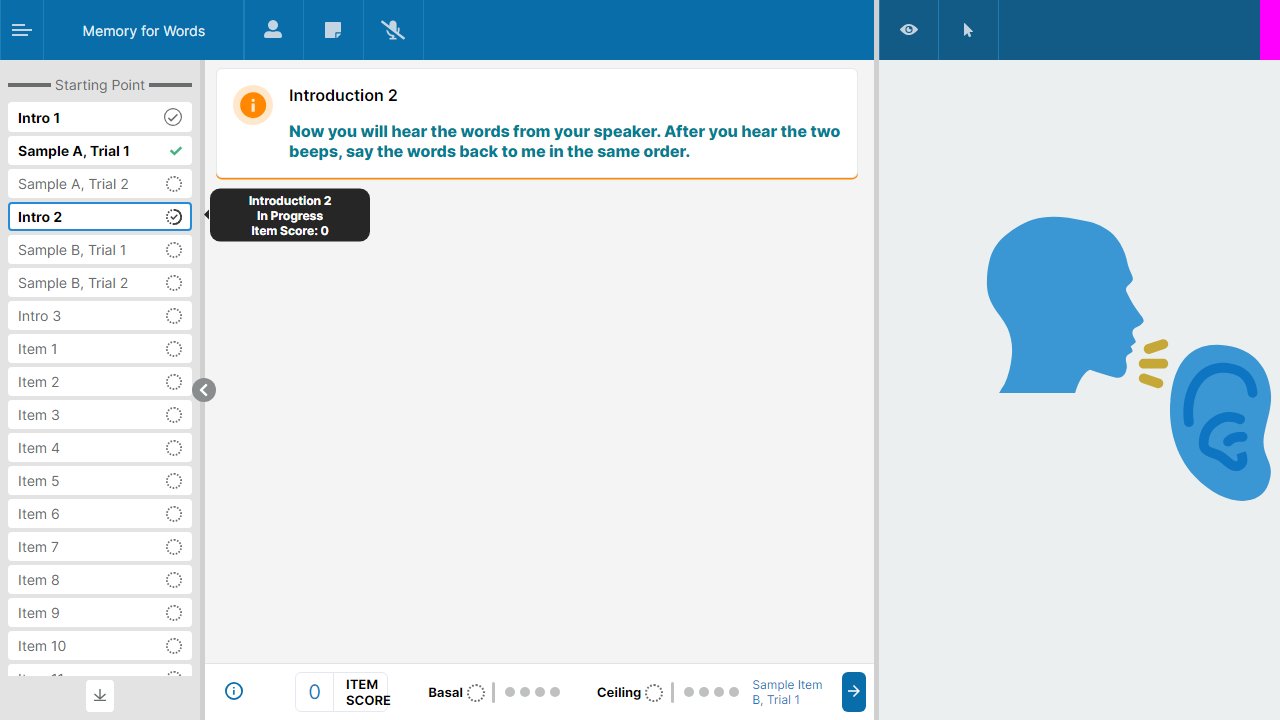 Memory for Words
Starting Point
Intro 1
Sample A, Trial 1
Sample A, Trial 2
Intro 2
Sample B, Trial 1
Sample B, Trial 2
Intro 3
Item 1
Item 2
Item 3
Item 4
Item 5
Item 6
Item 7
Item 8
Item 9
Item 10
Item 11
Introduction 2
Now you will hear the words from your speaker. After you hear the two
beeps, say the words back to me in the same order.
Introduction 2
In Progress
Item Score: 0
0
ITEM
SCORE
Basal
Ceiling
Sample Item
B, Trial 1